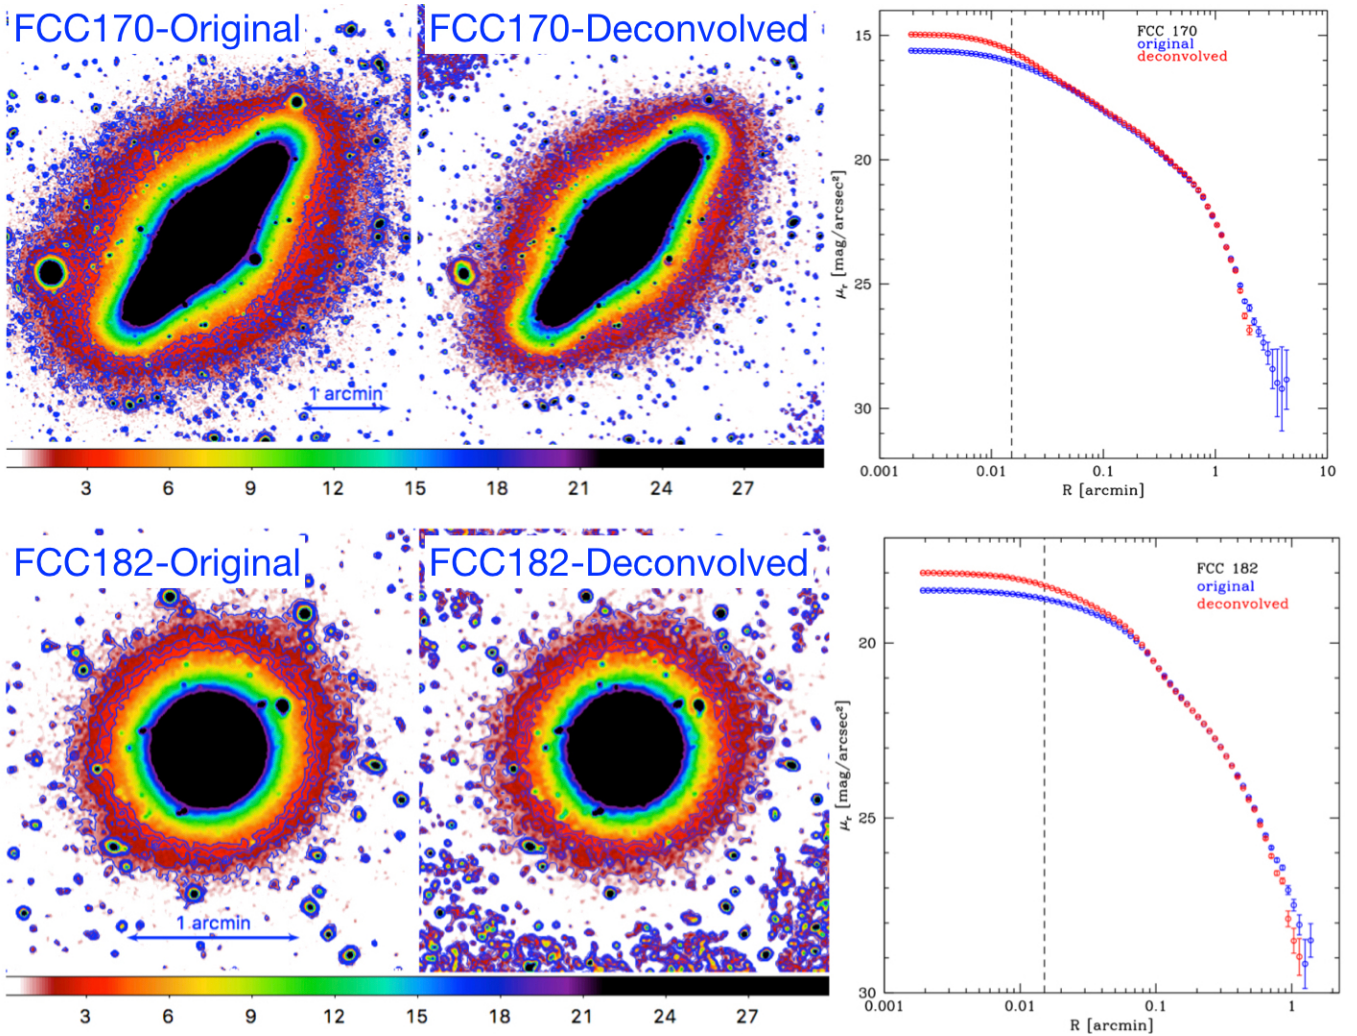 FCC170-Original
FCC170-Deconvolved
1 arcmin
3 6 9 12 15 18 21 24 27
FCC 170
original
deconvolved
15
20
25
30
μr [mag/arcsec²]
0.001 0.01 0.1 1 10
R [arcmin]
FCC182-Original
FCC182-Deconvolved
1 arcmin
3 6 9 12 15 18 21 24 27
FCC 182
original
deconvolved
20
25
30
μr [mag/arcsec²]
0.001 0.01 0.1 1
R [arcmin]